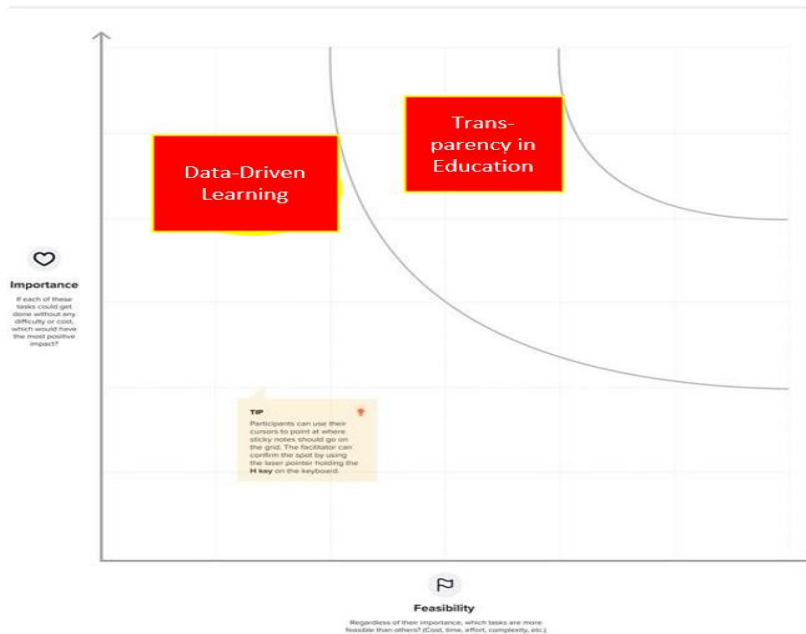 Trans-
parency in
Education
Data-Driven
Learning
Importance
If each of these
tasks could get
done without any
difficulty or cost,
which would have
the most positive
impact?
TIP
Participants can use their
cursors to point at where
sticky notes should go on
the grid. The facilitator can
confirm the spot by using
the laser pointer holding the
H key on the keyboard.
Feasibility
Regardless of their importance, which tasks are more
feasible than others? (Cost, time, effort, complexity, etc.)